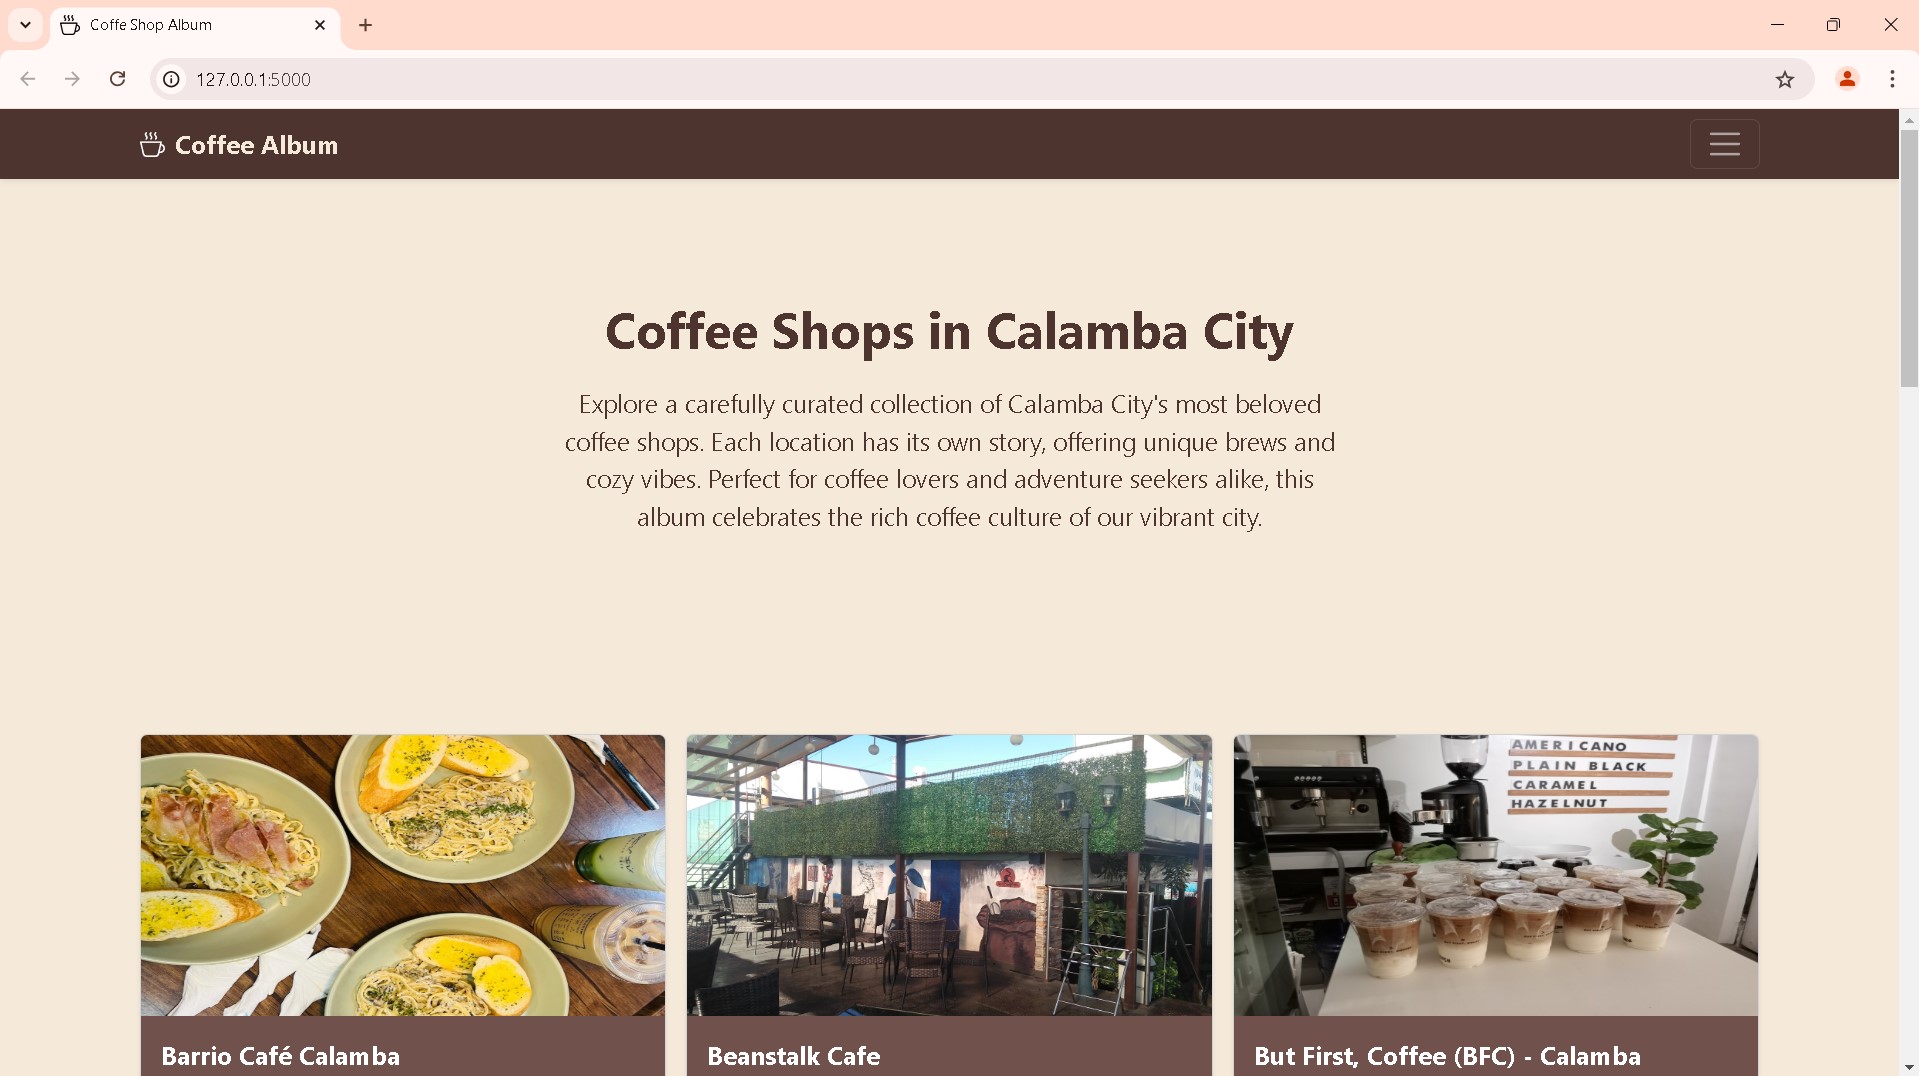 Coffe Shop Album
127.0.0.1:5000
Coffee Album
Coffee Shops in Calamba City
Explore a carefully curated collection of Calamba City's most beloved
coffee shops. Each location has its own story, offering unique brews and
cozy vibes. Perfect for coffee lovers and adventure seekers alike, this
album celebrates the rich coffee culture of our vibrant city.
AMERICANO
PLAIN BLACK
CARAMEL
HAZELNUT
Barrio Café Calamba
Beanstalk Cafe
But First, Coffee (BFC) - Calamba